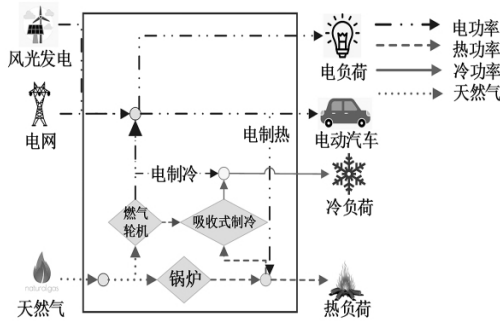 风光发电
电网
天然气
naturalgas
电制热
电制冷
燃气
轮机
吸收式制冷
锅炉
电负荷
电动汽车
冷负荷
热负荷
电功率
热功率
冷功率
天然气